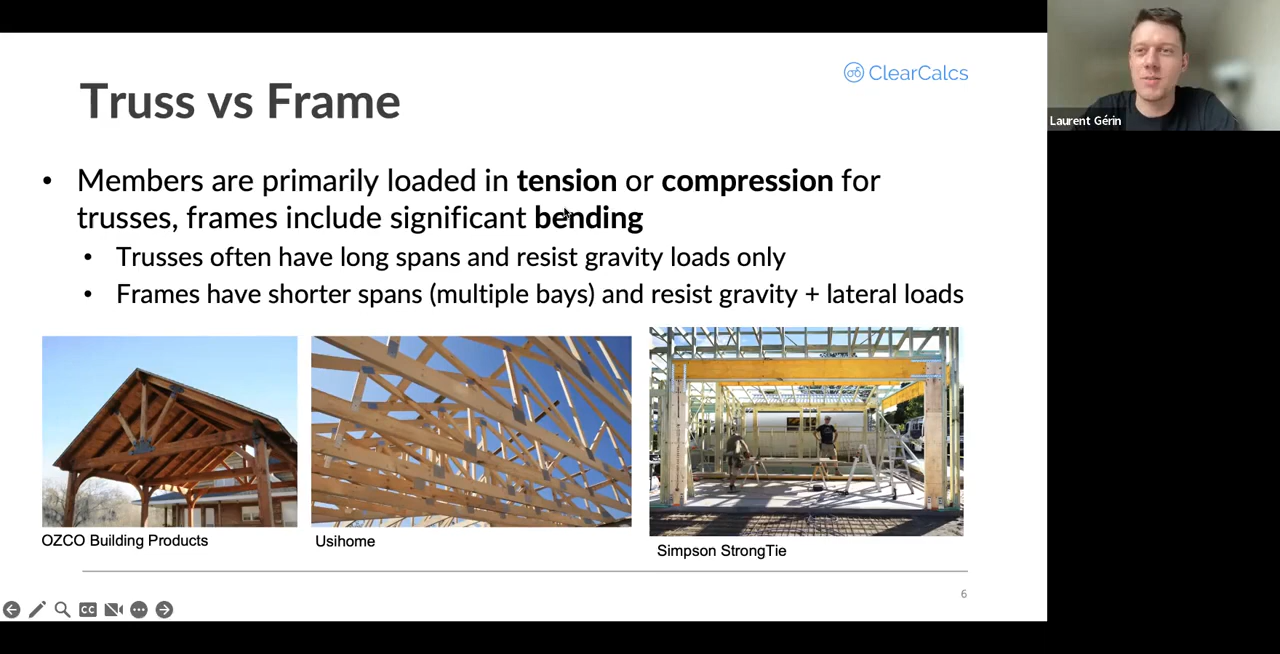 ClearCalcs
Truss vs Frame
Laurent Gérin
• Members are primarily loaded in tension or compression for
trusses, frames include significant bending
• Trusses often have long spans and resist gravity loads only
• Frames have shorter spans (multiple bays) and resist gravity + lateral loads
OZCO Building Products
Usihome
Simpson StrongTie
6
CC